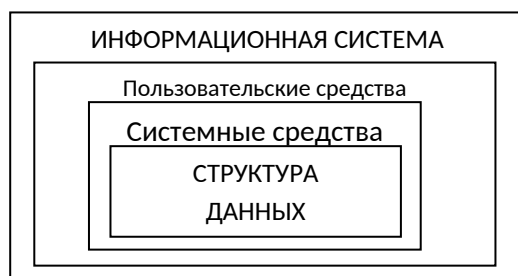 ИНФОРМАЦИОННАЯ СИСТЕМА
Пользовательские средства
Системные средства
СТРУКТУРА
ДАННЫХ